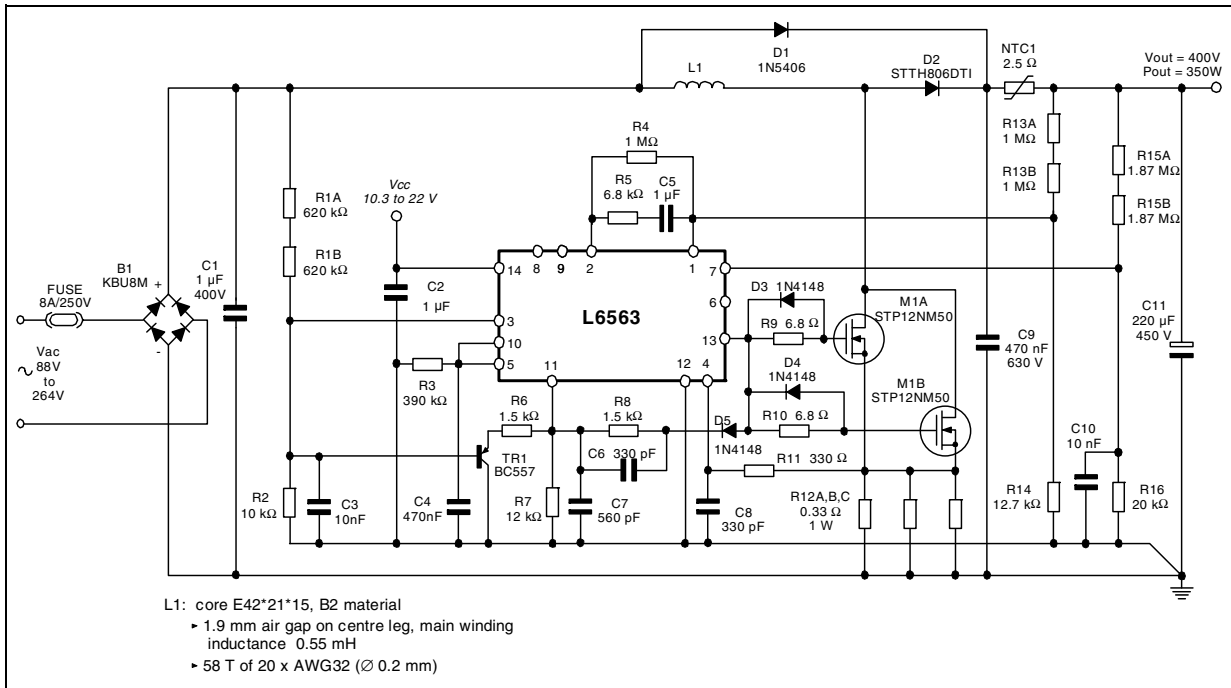 D1
1N5406
L1
D2
STTH806DTI
NTC1
2.5 Ω
Vout = 400V
Pout = 350W
R4
1 MΩ
R5
6.8 kΩ
C5
1 µF
R13A
1 MΩ
R13B
1 MΩ
R15A
1.87 MΩ
R15B
1.87 MΩ
R1A
620 kΩ
R1B
620 kΩ
Vcc
10.3 to 22 V
B1
KBU8M
+
-
C1
1 µF
400V
FUSE
8A/250V
Vac
88V
to
264V
C2
1 µF
14
8
9
2
1
7
3
10
5
11
12
4
6
13
L6563
D3 1N4148
R9 6.8 Ω
D4
1N4148
M1A
STP12NM50
M1B
STP12NM50
C9
470 nF
630 V
C11
220 µF
450 V
R3
390 kΩ
R6
1.5 kΩ
R8
1.5 kΩ
D5
1N4148
R10 6.8 Ω
C6 330 pF
TR1
BC557
R11 330 Ω
C10
10 nF
R2
10 kΩ
C3
10nF
C4
470nF
R7
12 kΩ
C7
560 pF
C8
330 pF
R12A,B,C
0.33 Ω
1 W
R14
12.7 kΩ
R16
20 kΩ
L1: core E42*21*15, B2 material
► 1.9 mm air gap on centre leg, main winding
inductance 0.55 mH
► 58 T of 20 x AWG32 (∅ 0.2 mm)